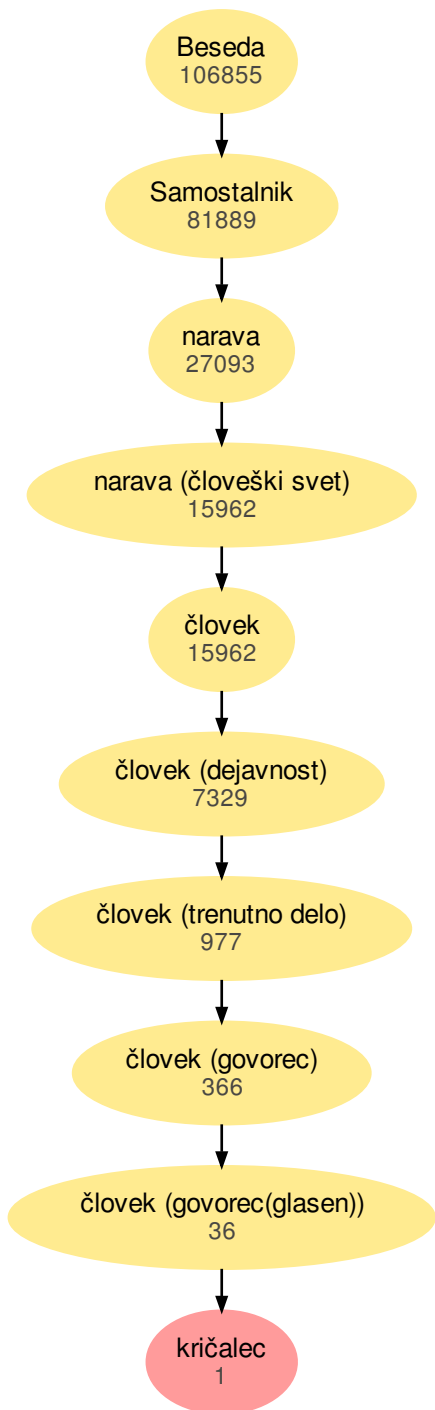 Beseda
106855
Samostalnik
81889
narava
27093
narava (človeški svet)
15962
človek
15962
človek (dejavnost)
7329
človek (trenutno delo)
977
človek (govorec)
366
človek (govorec(glasen))
36
kričalec
1